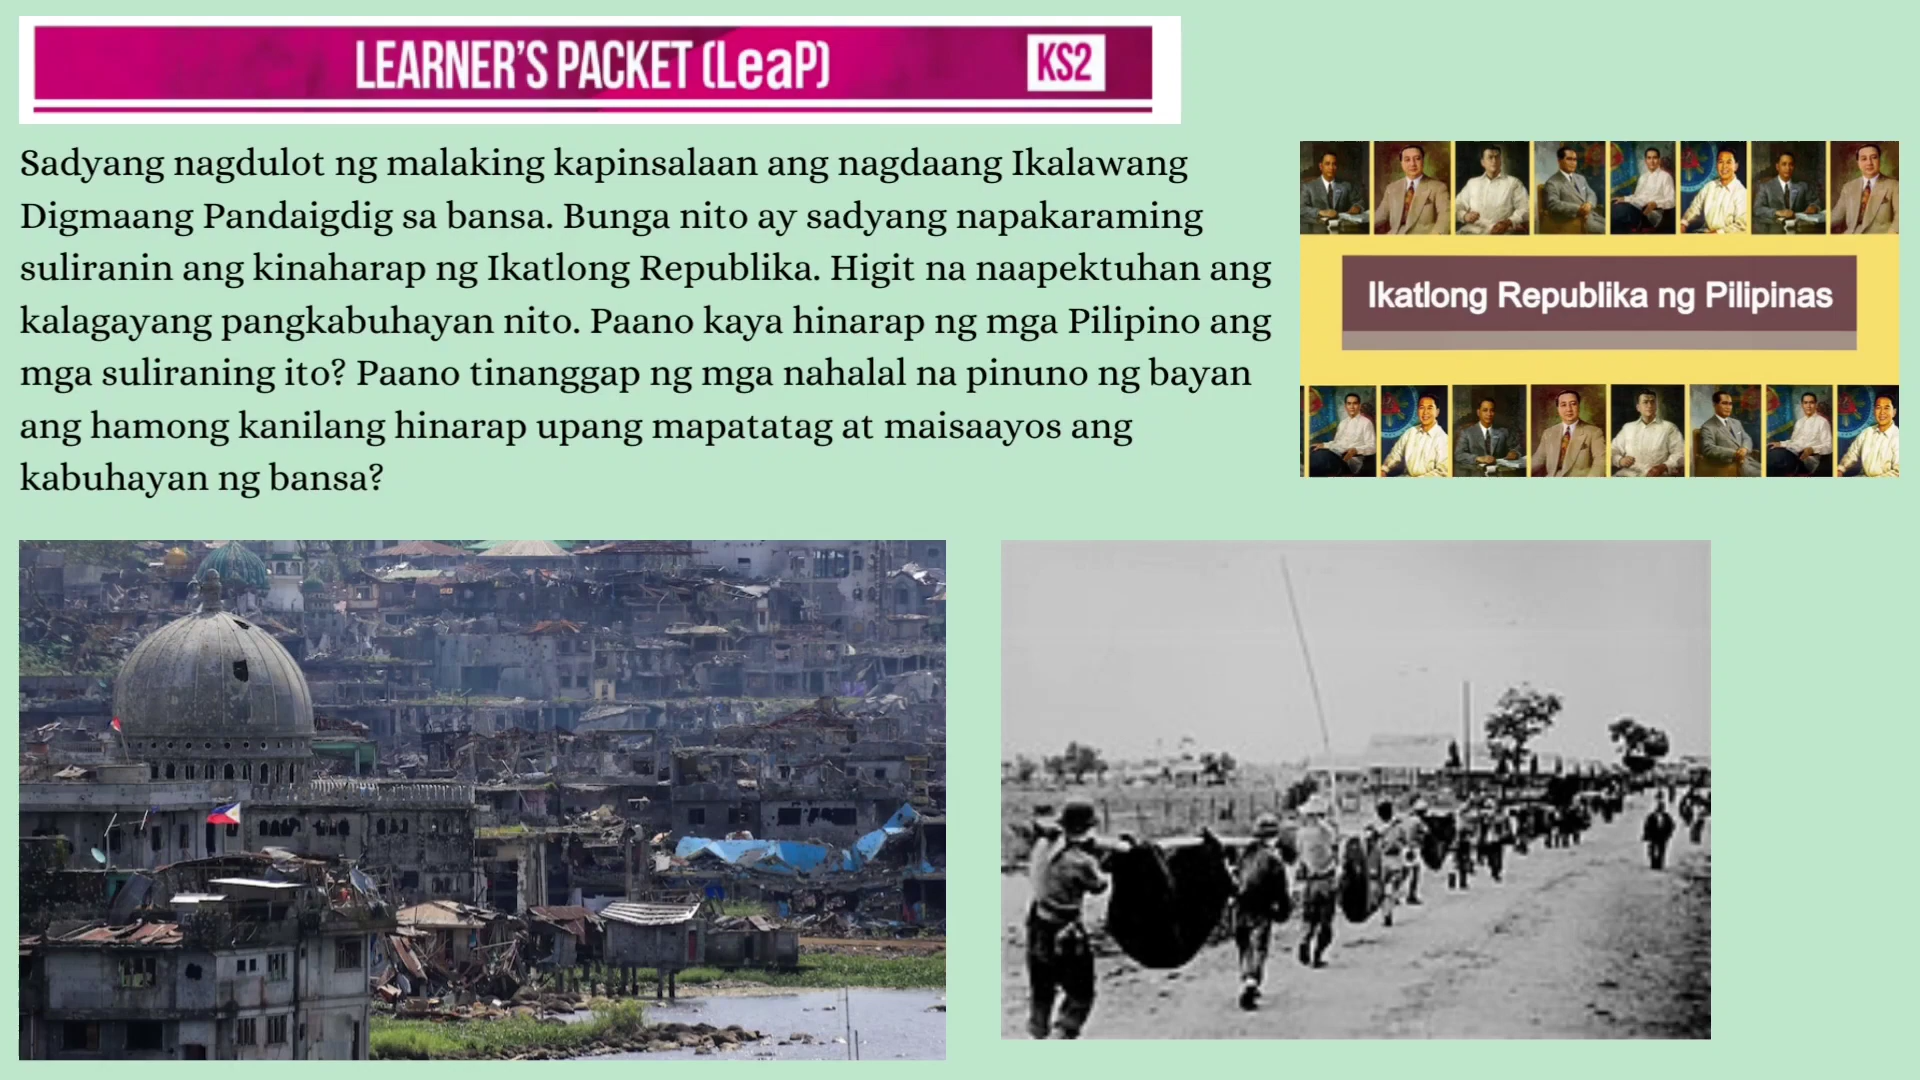 LEARNER'S PACKET (LeaP)
KS2
Sadyang nagdulot ng malaking kapinsalaan ang nagdaang Ikalawang
Digmaang Pandaigdig sa bansa. Bunga nito ay sadyang napakaraming
suliranin ang kinaharap ng Ikatlong Republika. Higit na naapektuhan ang
kalagayang pangkabuhayan nito. Paano kaya hinarap ng mga Pilipino ang
mga suliraning ito? Paano tinanggap ng mga nahalal na pinuno ng bayan
ang hamong kanilang hinarap upang mapatatag at maisaayos ang
kabuhayan ng bansa?
Ikatlong Republika ng Pilipinas